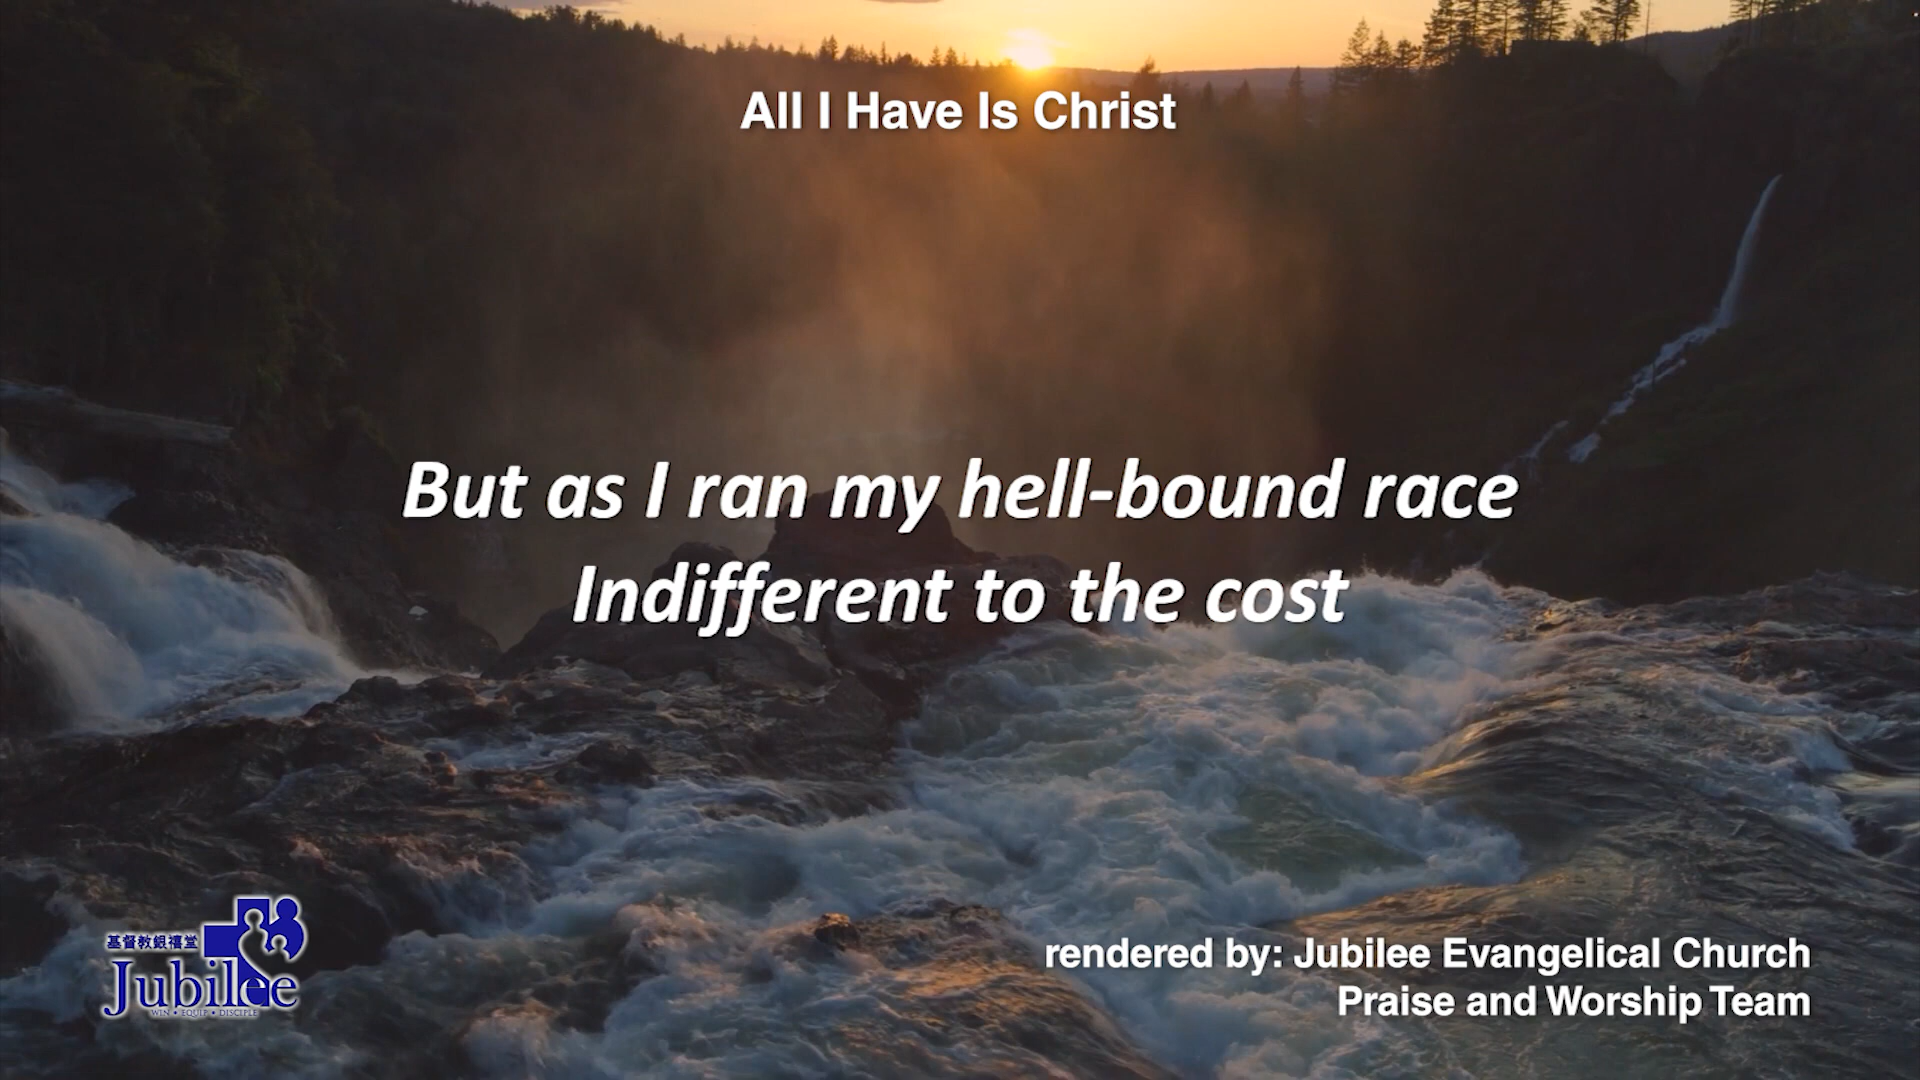 All I Have Is Christ
But as I ran my hell-bound race
Indifferent to the cost
基督教銀禧堂
Jubilee
WIN • EQUIP • DISCIPLE
rendered by: Jubilee Evangelical Church
Praise and Worship Team